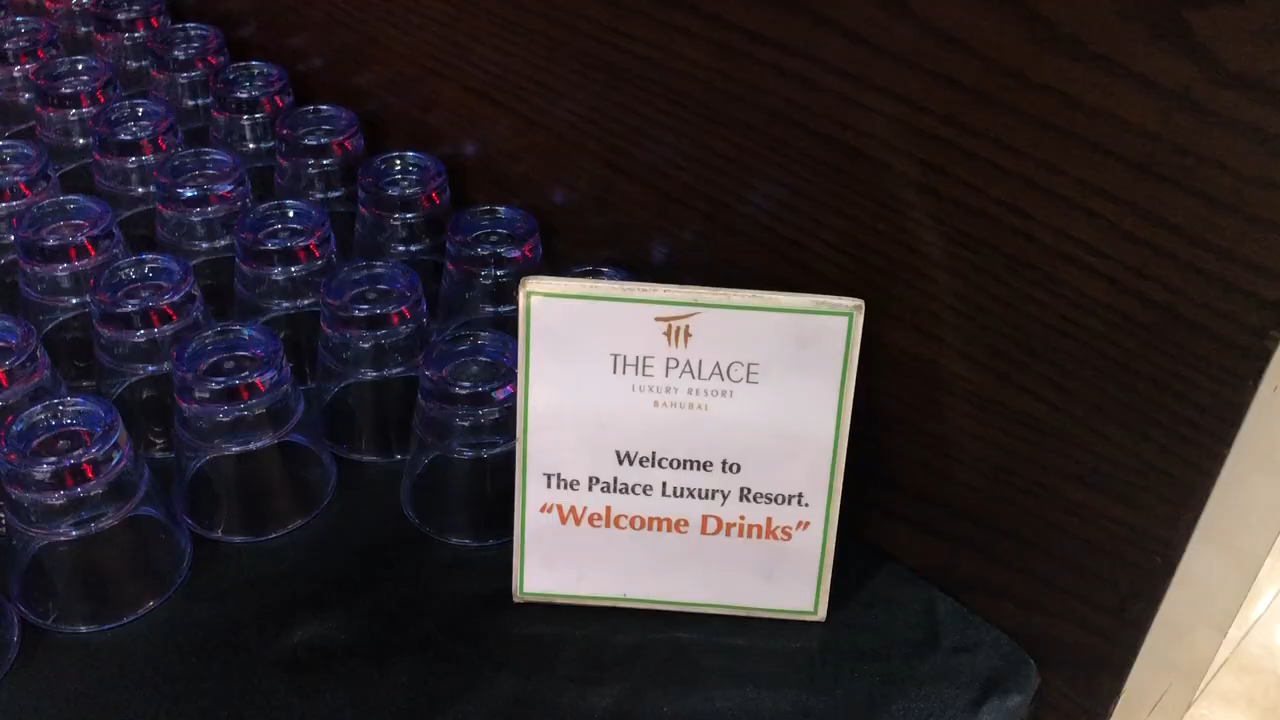 THE PALACE
LUXURY RESORT
BAHUBAL
Welcome to
The Palace Luxury Resort.
“Welcome Drinks”